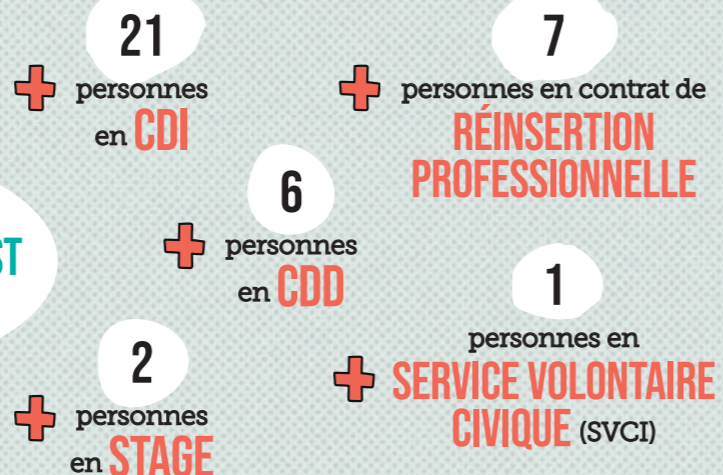 21
personnes
en CDI
7
personnes en contrat de
RÉINSERTION
PROFESSIONNELLE
6
personnes
en CDD
1
personnes en
SERVICE VOLONTAIRE
CIVIQUE (SVCI)
2
personnes
en STAGE